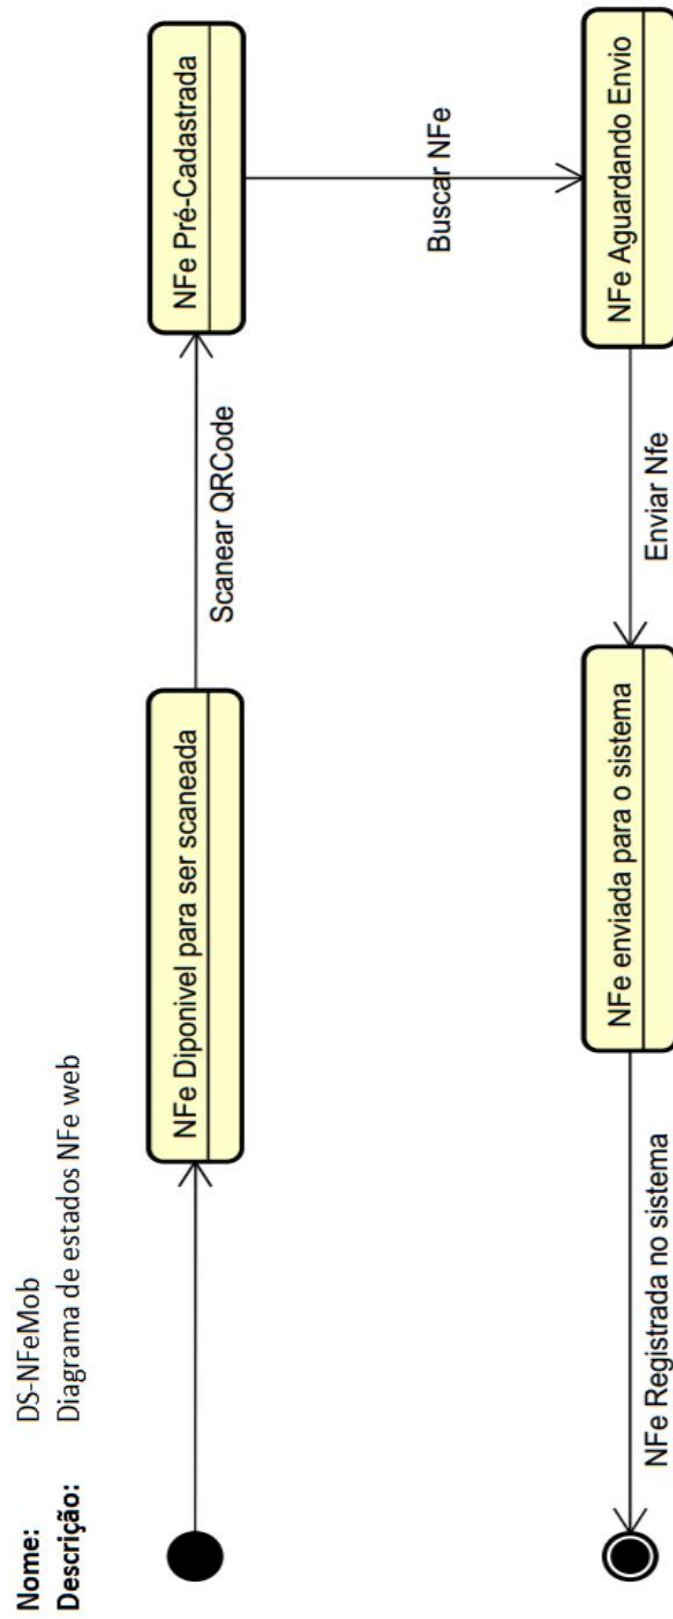 Nome: DS-NFeMob
Descrição: Diagrama de estados NFe web
NFe Diponivel para ser scaneada
Scanear QRCode
NFe Pré-Cadastrada
Buscar NFe
NFe Aguardando Envio
Enviar Nfe
NFe enviada para o sistema
NFe Registrada no sistema